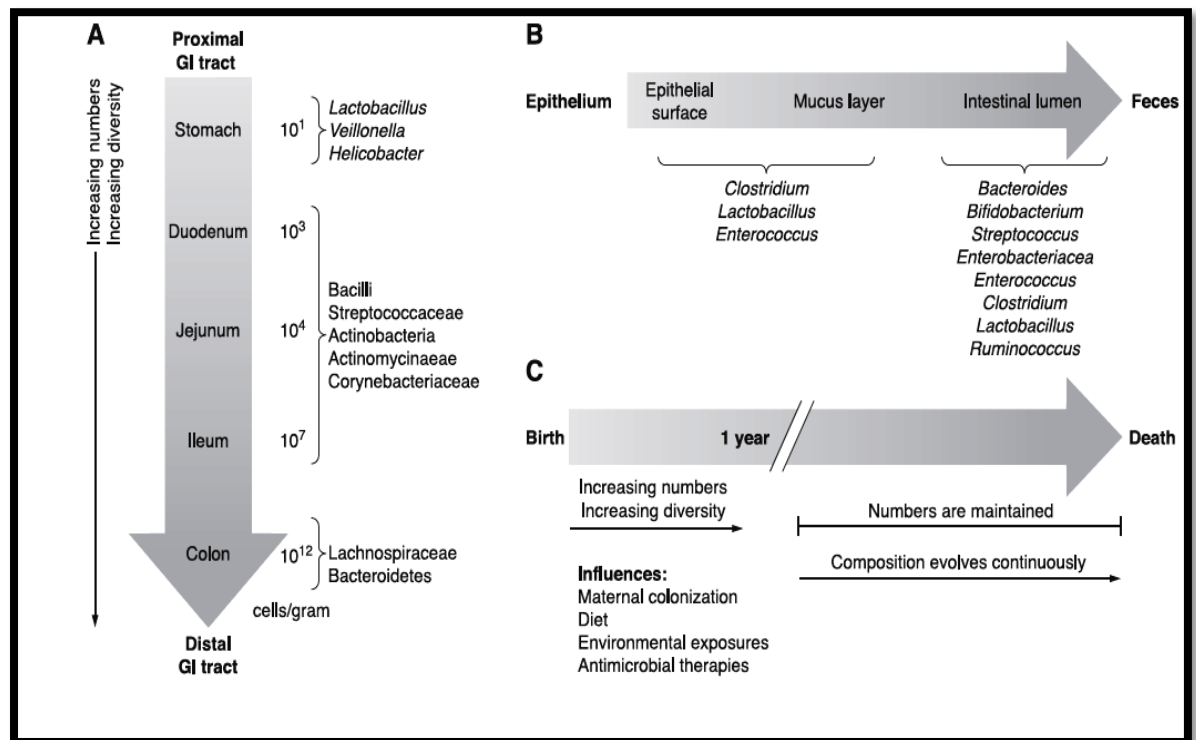 A
Proximal
GI tract
Increasing numbers
Increasing diversity
Stomach
10¹
Lactobacillus
Veillonella
Helicobacter
Duodenum
10³
Jejunum
10⁴
Ileum
10⁷
Bacilli
Streptococcaceae
Actinobacteria
Actinomycinaeae
Corynebacteriaceae
Colon
10¹²
Lachnospiraceae
Bacteroidetes
cells/gram
Distal
GI tract
B
Epithelium
Epithelial
surface
Mucus layer
Intestinal lumen
Feces
Clostridium
Lactobacillus
Enterococcus
Bacteroides
Bifidobacterium
Streptococcus
Enterobacteriacea
Enterococcus
Clostridium
Lactobacillus
Ruminococcus
C
Birth
1 year
Death
Increasing numbers
Increasing diversity
Numbers are maintained
Composition evolves continuously
Influences:
Maternal colonization
Diet
Environmental exposures
Antimicrobial therapies